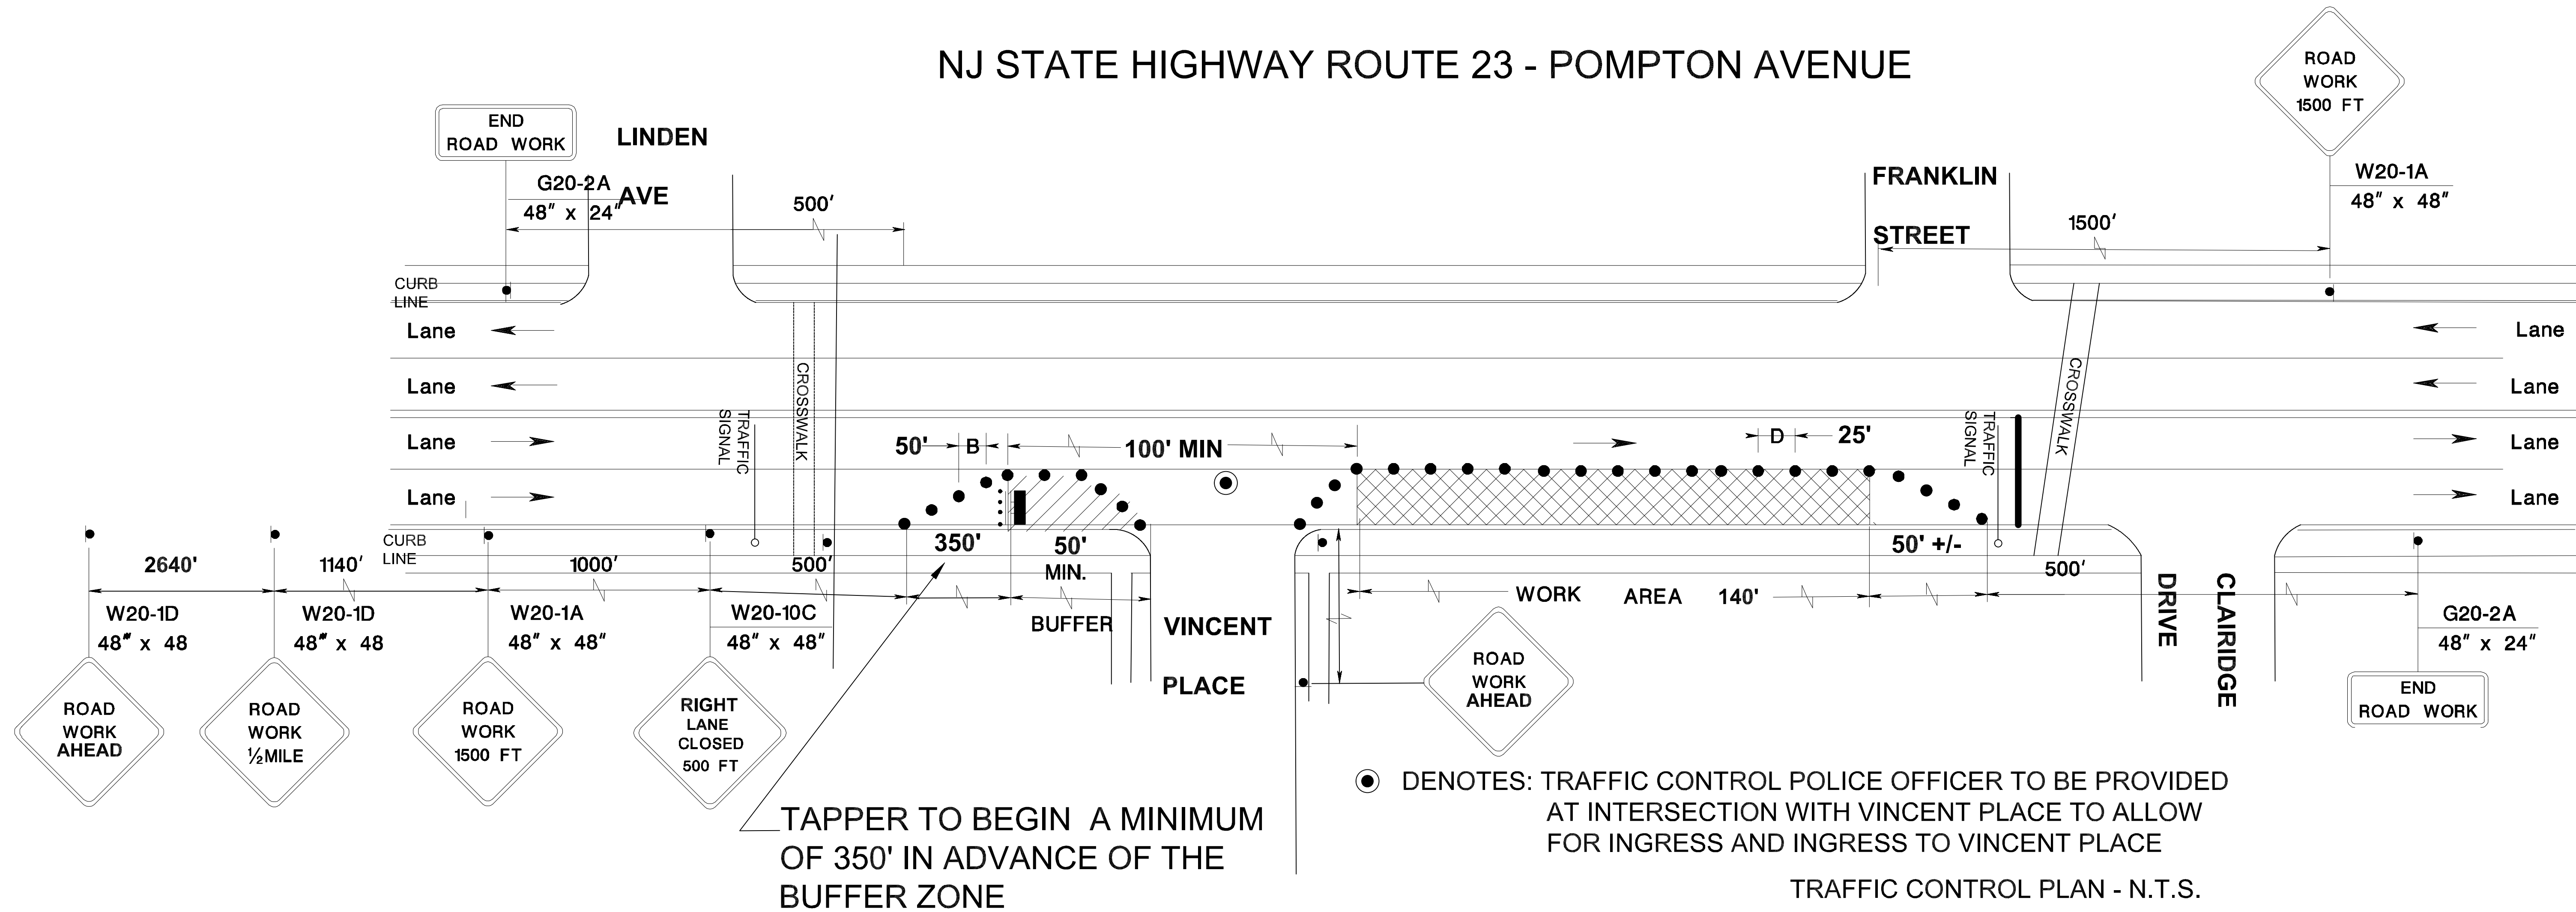 NJ STATE HIGHWAY ROUTE 23 - POMPTON AVENUE
ROAD
WORK
1500 FT
W20-1A
48" x 48"
END
ROAD WORK
G20-2A
48" x 24"
LINDEN
AVE
500'
FRANKLIN
STREET
1500'
CURB
LINE
Lane
Lane
Lane
Lane
Lane
Lane
Lane
Lane
TRAFFIC
SIGNAL
CROSSWALK
50'
B
100' MIN
D
25'
TRAFFIC
SIGNAL
CROSSWALK
CURB
LINE
2640'
1140'
1000'
500'
350'
50'
MIN.
BUFFER
50' +/-
500'
WORK AREA 140'
W20-1D
48" x 48
W20-1D
48" x 48
W20-1A
48" x 48"
W20-10C
48" x 48"
VINCENT
PLACE
DRIVE
CLAIRIDGE
G20-2A
48" x 24"
ROAD
WORK
AHEAD
ROAD
WORK
½MILE
ROAD
WORK
1500 FT
RIGHT
LANE
CLOSED
500 FT
ROAD
WORK
AHEAD
END
ROAD WORK
TAPPER TO BEGIN A MINIMUM
OF 350' IN ADVANCE OF THE
BUFFER ZONE
DENOTES: TRAFFIC CONTROL POLICE OFFICER TO BE PROVIDED
AT INTERSECTION WITH VINCENT PLACE TO ALLOW
FOR INGRESS AND INGRESS TO VINCENT PLACE
TRAFFIC CONTROL PLAN - N.T.S.